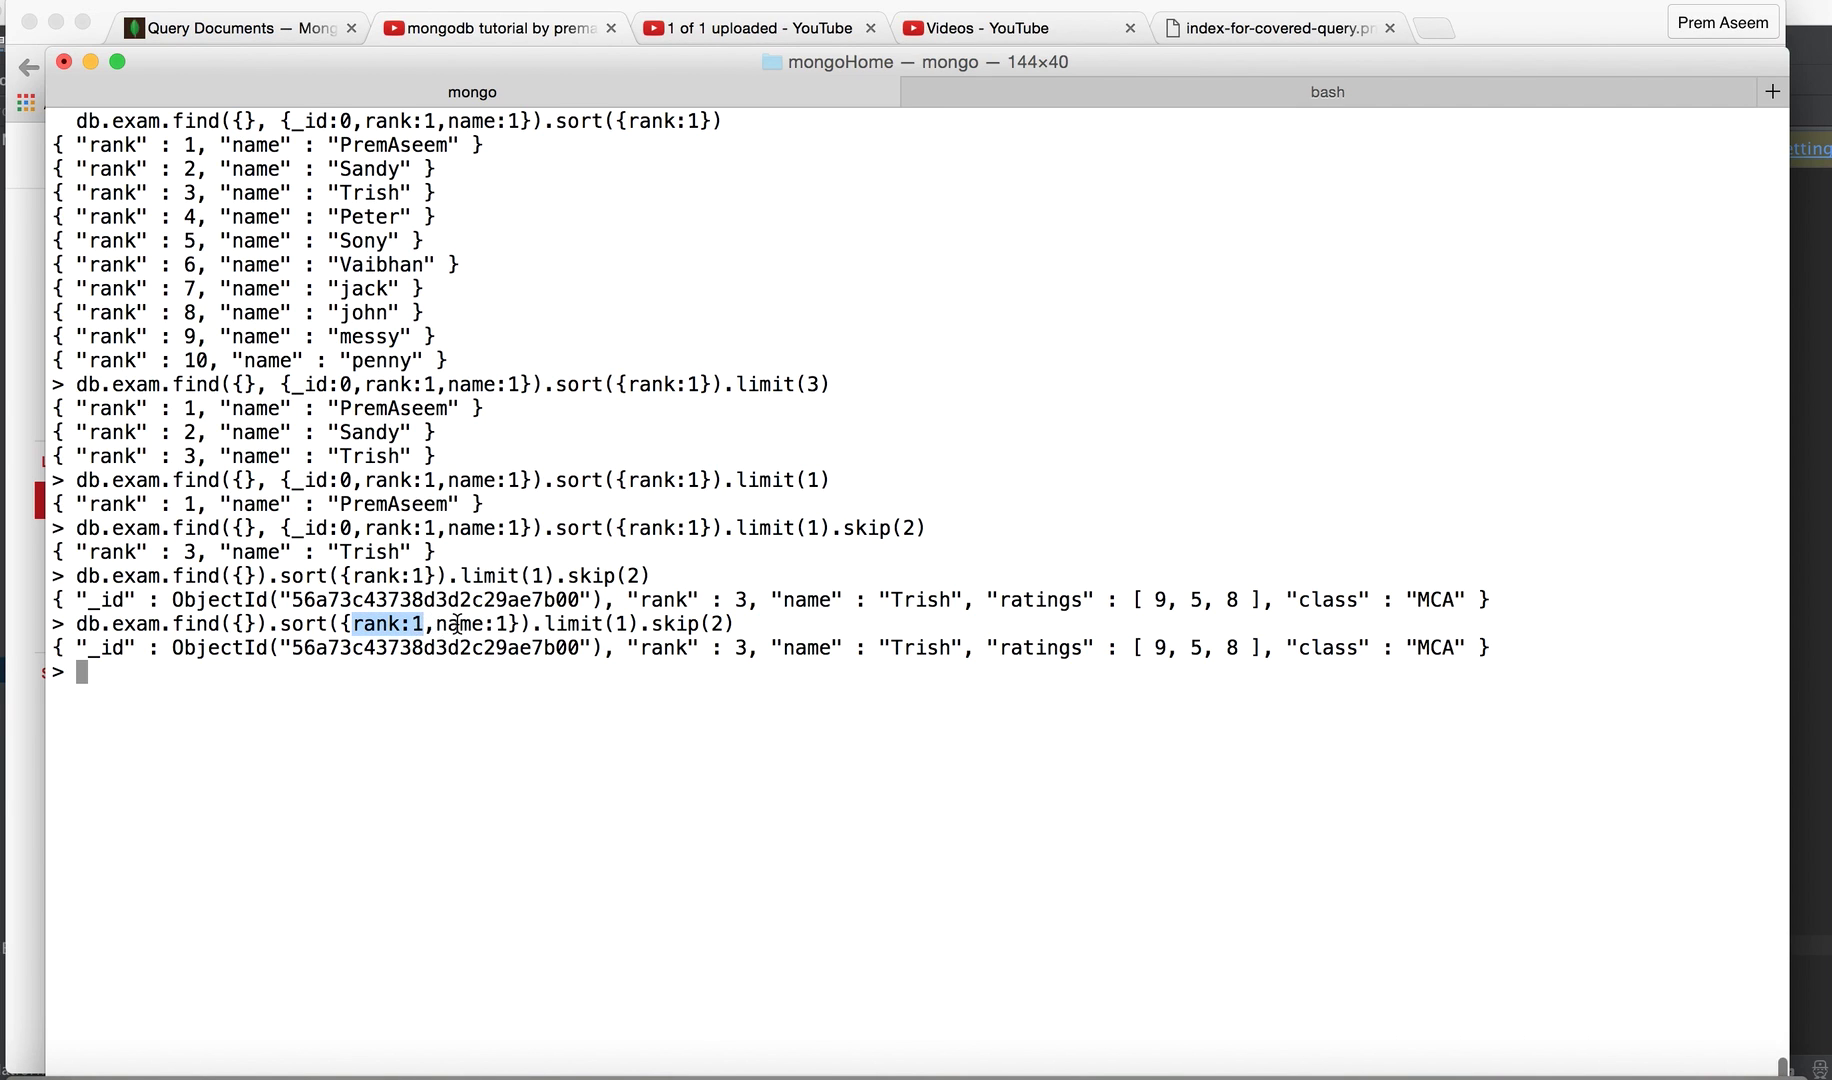 Query Documents — Mong
mongodb tutorial by prema
1 of 1 uploaded - YouTube
Videos - YouTube
index-for-covered-query.pn
Prem Aseem
mongoHome — mongo — 144×40
mongo
bash
+
db.exam.find({}, {_id:0,rank:1,name:1}).sort({rank:1})
{ "rank" : 1, "name" : "PremAseem" }
{ "rank" : 2, "name" : "Sandy" }
{ "rank" : 3, "name" : "Trish" }
{ "rank" : 4, "name" : "Peter" }
{ "rank" : 5, "name" : "Sony" }
{ "rank" : 6, "name" : "Vaibhan" }
{ "rank" : 7, "name" : "jack" }
{ "rank" : 8, "name" : "john" }
{ "rank" : 9, "name" : "messy" }
{ "rank" : 10, "name" : "penny" }
> db.exam.find({}, {_id:0,rank:1,name:1}).sort({rank:1}).limit(3)
{ "rank" : 1, "name" : "PremAseem" }
{ "rank" : 2, "name" : "Sandy" }
{ "rank" : 3, "name" : "Trish" }
> db.exam.find({}, {_id:0,rank:1,name:1}).sort({rank:1}).limit(1)
{ "rank" : 1, "name" : "PremAseem" }
> db.exam.find({}, {_id:0,rank:1,name:1}).sort({rank:1}).limit(1).skip(2)
{ "rank" : 3, "name" : "Trish" }
> db.exam.find({}).sort({rank:1}).limit(1).skip(2)
{ "_id" : ObjectId("56a73c43738d3d2c29ae7b00"), "rank" : 3, "name" : "Trish", "ratings" : [ 9, 5, 8 ], "class" : "MCA" }
> db.exam.find({}).sort({rank:1,name:1}).limit(1).skip(2)
{ "_id" : ObjectId("56a73c43738d3d2c29ae7b00"), "rank" : 3, "name" : "Trish", "ratings" : [ 9, 5, 8 ], "class" : "MCA" }
>
etting